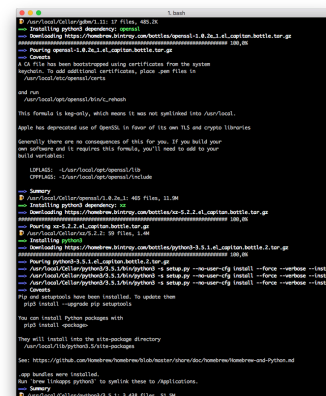 1. bash
/usr/local/Cellar/gdbm/1.11: 17 files, 485.2K
==> Installing python3 dependency: openssl
==> Downloading https://homebrew.bintray.com/bottles/openssl-1.0.2e_1.el_capitan.bottle.tar.gz
######################################################################## 100,0%
==> Pouring openssl-1.0.2e_1.el_capitan.bottle.tar.gz
==> Caveats
A CA file has been bootstrapped using certificates from the system
keychain. To add additional certificates, place .pem files in
/usr/local/etc/openssl/certs
and run
/usr/local/opt/openssl/bin/c_rehash
This formula is keg-only, which means it was not symlinked into /usr/local.
Apple has deprecated use of OpenSSL in favor of its own TLS and crypto libraries
Generally there are no consequences of this for you. If you build your
own software and it requires this formula, you'll need to add to your
build variables:
LDFLAGS: -L/usr/local/opt/openssl/lib
CPPFLAGS: -I/usr/local/opt/openssl/include
==> Summary
/usr/local/Cellar/openssl/1.0.2e_1: 465 files, 11.9M
==> Installing python3 dependency: xz
==> Downloading https://homebrew.bintray.com/bottles/xz-5.2.2.el_capitan.bottle.tar.gz
######################################################################## 100,0%
==> Pouring xz-5.2.2.el_capitan.bottle.tar.gz
/usr/local/Cellar/xz/5.2.2: 59 files, 1.4M
==> Installing python3
==> Downloading https://homebrew.bintray.com/bottles/python3-3.5.1.el_capitan.bottle.2.tar.gz
######################################################################## 100,0%
==> Pouring python3-3.5.1.el_capitan.bottle.2.tar.gz
==> /usr/local/Cellar/python3/3.5.1/bin/python3 -s setup.py --no-user-cfg install --force --verbose --inst
==> /usr/local/Cellar/python3/3.5.1/bin/python3 -s setup.py --no-user-cfg install --force --verbose --inst
==> /usr/local/Cellar/python3/3.5.1/bin/python3 -s setup.py --no-user-cfg install --force --verbose --inst
==> Caveats
Pip and setuptools have been installed. To update them
pip3 install --upgrade pip setuptools
You can install Python packages with
pip3 install <package>
They will install into the site-package directory
/usr/local/lib/python3.5/site-packages
See: https://github.com/Homebrew/homebrew/blob/master/share/doc/homebrew/Homebrew-and-Python.md
.app bundles were installed.
Run `brew linkapps python3` to symlink these to /Applications.
==> Summary
/usr/local/Cellar/python3/3.5.1: 3,438 files, 51.9M